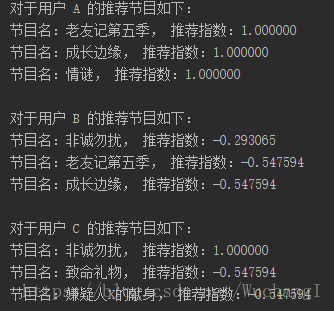 对于用户 A 的推荐节目如下:
节目名: 老友记第五季, 推荐指数: 1.000000
节目名: 成长边缘, 推荐指数: 1.000000
节目名: 情谜, 推荐指数: 1.000000
对于用户 B 的推荐节目如下:
节目名: 非诚勿扰, 推荐指数: -0.293065
节目名: 老友记第五季, 推荐指数: -0.547594
节目名: 成长边缘, 推荐指数: -0.547594
对于用户 C 的推荐节目如下:
节目名: 非诚勿扰, 推荐指数: 1.000000
节目名: 致命礼物, 推荐指数: -0.547594
节目名: 嫌疑人X的献身, 推荐指数: -0.547594